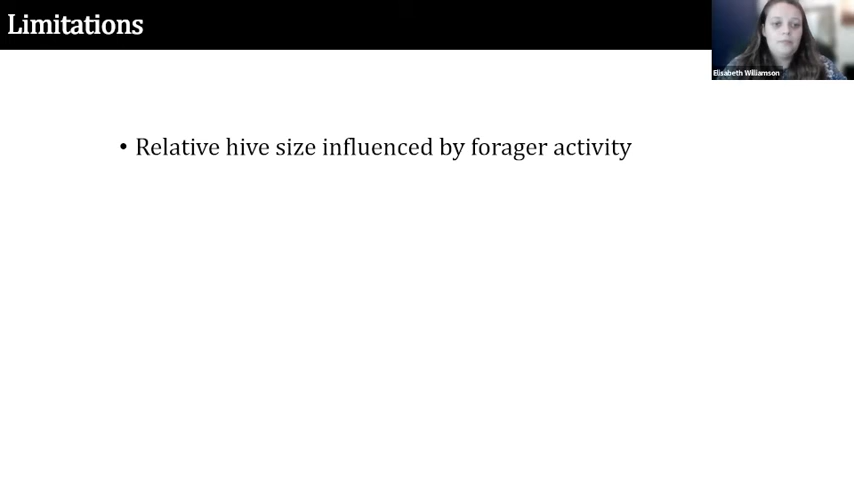 Limitations
Elisabeth Williamson
• Relative hive size influenced by forager activity